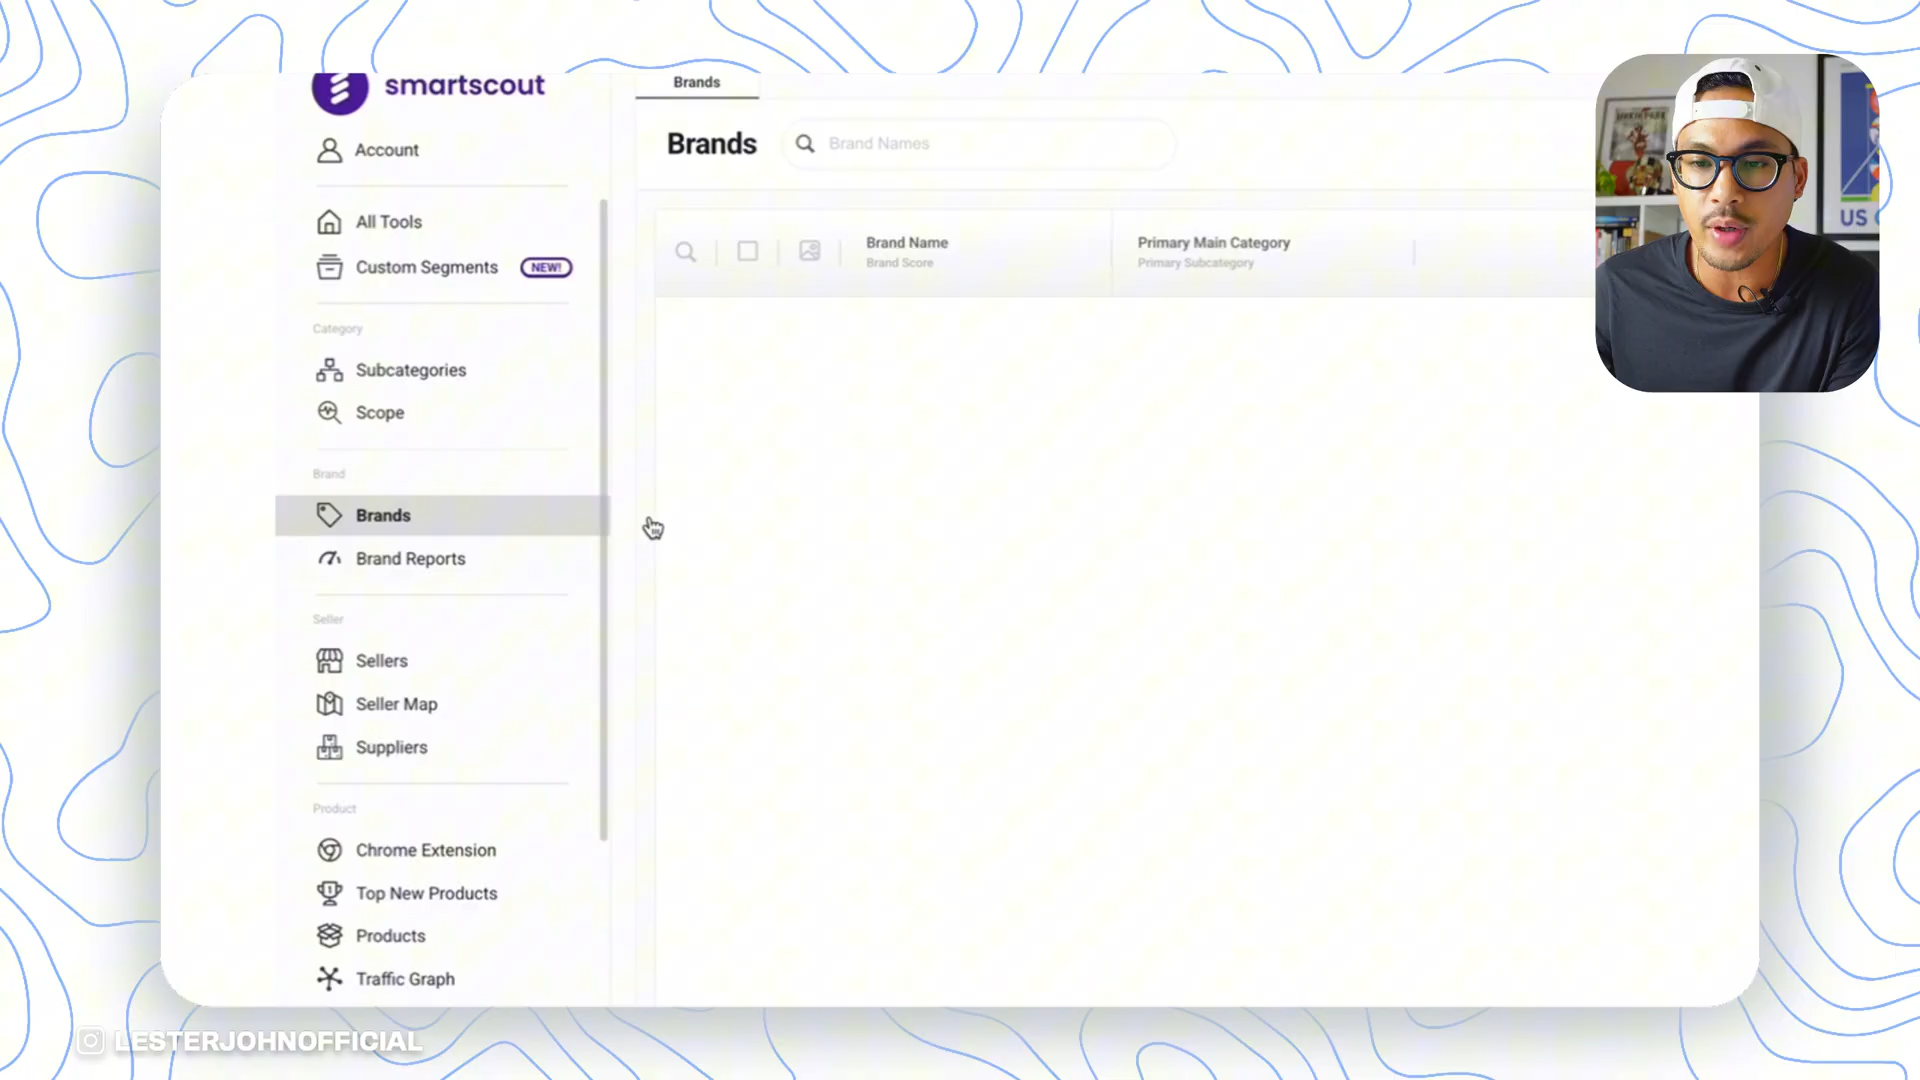 smartscout
Account
All Tools
Custom Segments NEW!
Category
Subcategories
Scope
Brand
Brands
Brand Reports
Seller
Sellers
Seller Map
Suppliers
Product
Chrome Extension
Top New Products
Products
Traffic Graph
Brands
Brands
Brand Names
Brand Name
Brand Score
Primary Main Category
Primary Subcategory
US
LESTERJOHNOFFICIAL